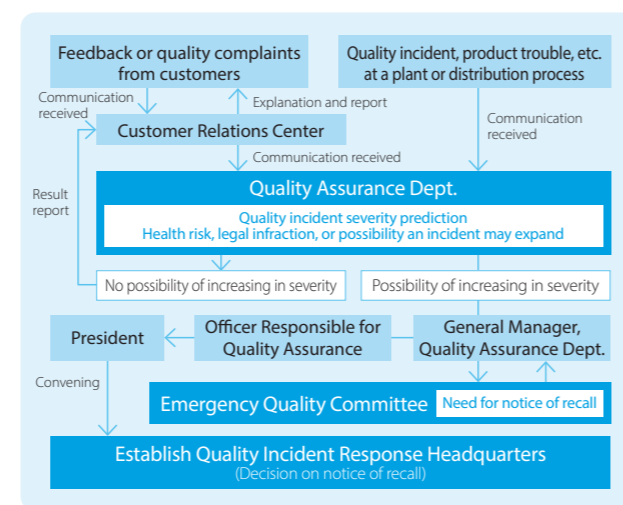 Feedback or quality complaints
from customers
Quality incident, product trouble, etc.
at a plant or distribution process
Communication
received
Explanation and report
Communication
received
Customer Relations Center
Communication received
Result
report
Quality Assurance Dept.
Quality incident severity prediction
Health risk, legal infraction, or possibility an incident may expand
No possibility of increasing in severity
Possibility of increasing in severity
President
Officer Responsible for
Quality Assurance
General Manager,
Quality Assurance Dept.
Convening
Emergency Quality Committee
Need for notice of recall
Establish Quality Incident Response Headquarters
(Decision on notice of recall)